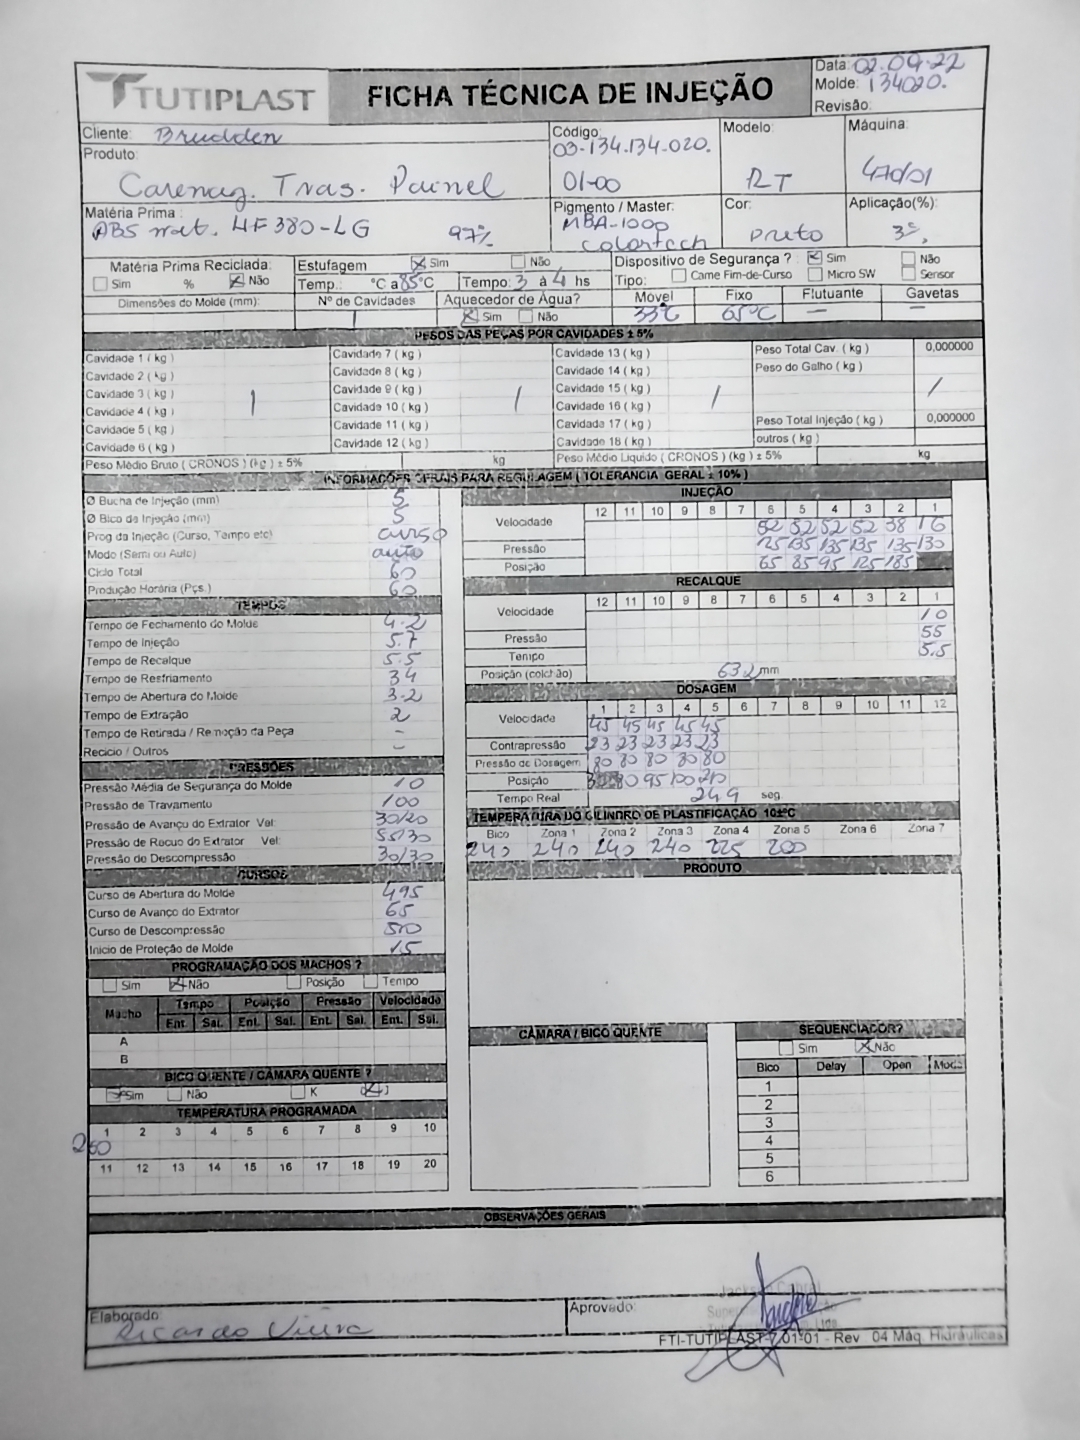 TUTIPLAST
FICHA TÉCNICA DE INJEÇÃO
Data: 02.09.22
Molde: 134020.
Revisão:
Cliente: Brudden
Código: 03-134.134-020. 01-00
Modelo: RT
Máquina: 470/01
Produto: Carenag. Tras. Painel
Matéria Prima: ABS nat. HF 380-LG 97%
Pigmento / Master: MBA-100p Colortech
Cor: Preto
Aplicação(%): 3%
Matéria Prima Reciclada: Sim % Não
Estufagem Sim Não
Temp.: °C a 85°C Tempo: 3 à 4 hs
Dispositivo de Segurança ? Sim Não
Tipo: Came Fim-de-Curso Micro SW Sensor
Dimensões do Molde (mm):
Nº de Cavidades 1
Aquecedor de Água? Sim Não
Móvel Fixo Flutuante Gavetas
33°C 65°C — —
PESOS DAS PEÇAS POR CAVIDADES ± 5%
Cavidade 1 ( kg ) Cavidade 7 ( kg ) Cavidade 13 ( kg ) Peso Total Cav. ( kg ) 0,000000
Cavidade 2 ( kg ) Cavidade 8 ( kg ) Cavidade 14 ( kg ) Peso do Galho ( kg )
Cavidade 3 ( kg ) / Cavidade 9 ( kg ) / Cavidade 15 ( kg ) / /
Cavidade 4 ( kg ) Cavidade 10 ( kg ) Cavidade 16 ( kg )
Cavidade 5 ( kg ) Cavidade 11 ( kg ) Cavidade 17 ( kg ) Peso Total Injeção ( kg ) 0,000000
Cavidade 6 ( kg ) Cavidade 12 ( kg ) Cavidade 18 ( kg ) outros ( kg )
Peso Médio Bruto ( CRONOS ) (kg ) ± 5% kg Peso Médio Liquido ( CRONOS ) (kg ) ± 5% kg
INFORMAÇÕES GERAIS PARA REGULAGEM ( TOLERANCIA GERAL ± 10% )
Ø Bucha de Injeção (mm) 5
Ø Bico da Injeção (mm) 5
Prog da Injeção (Curso, Tempo etc) curso
Modo (Semi ou Auto) auto
Ciclo Total 60
Produção Horária (Pçs.) 60
TEMPOS
Tempo de Fechamento do Molde 4.2
Tempo de Injeção 5.7
Tempo de Recalque 5.5
Tempo de Resfriamento 34
Tempo de Abertura do Molde 3.2
Tempo de Extração 2
Tempo de Retirada / Remoção da Peça -
Reciclo / Outros -
PRESSÕES
Pressão Média de Segurança do Molde 10
Pressão de Travamento 100
Pressão de Avanço do Extrator Vel: 30/20
Pressão de Recuo do Extrator Vel: 55/30
Pressão de Descompressão 30/30
CURSOS
Curso de Abertura do Molde 495
Curso de Avanço do Extrator 65
Curso de Descompressão
Inicio de Proteção de Molde 15
PROGRAMAÇÃO DOS MACHOS ?
Sim Não Posição Tempo
Macho Tempo Posição Pressão Velocidade
Ent. Sai. Ent. Sai. Ent. Sai. Ent. Sai.
A
B
BICO QUENTE / CÂMARA QUENTE ?
Sim Não K J
TEMPERATURA PROGRAMADA
1 2 3 4 5 6 7 8 9 10
250
11 12 13 14 15 16 17 18 19 20
INJEÇÃO
12 11 10 9 8 7 6 5 4 3 2 1
Velocidade 52 52 52 52 38 16
Pressão 125 135 135 135 135 130
Posição 65 85 95 125 185
RECALQUE
12 11 10 9 8 7 6 5 4 3 2 1
Velocidade 10
Pressão 55
Tempo 5.5
Posição (colchão) 63.2 mm
DOSAGEM
1 2 3 4 5 6 7 8 9 10 11 12
Velocidade 45 45 45 45 45
Contrapressão 23 23 23 23 23
Pressão de Dosagem 80 80 80 80 80
Posição 80 95 100 210
Tempo Real 24.9 seg
TEMPERATURA DO CILINDRO DE PLASTIFICAÇÃO 10±°C
Bico Zona 1 Zona 2 Zona 3 Zona 4 Zona 5 Zona 6 Zona 7
240 240 240 240 225 200
PRODUTO
CÂMARA / BICO QUENTE
SEQUENCIADOR?
Sim Não
Bico Delay Open
1
2
3
4
5
6
OBSERVAÇÕES GERAIS
Elaborado: Ricardo Vieira
Aprovado:
FTI-TUTIPLAST-7.01-01 - Rev 04 Máq. Hidráulicas